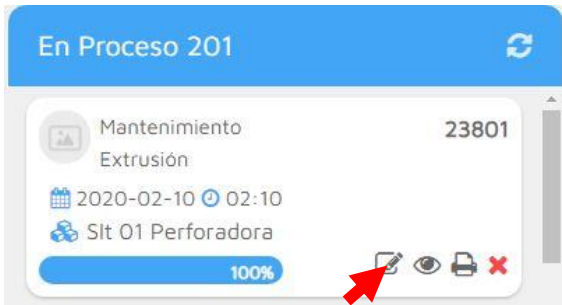 En Proceso 201
Mantenimiento 23801
Extrusión
2020-02-10 02:10
Slt 01 Perforadora
100%